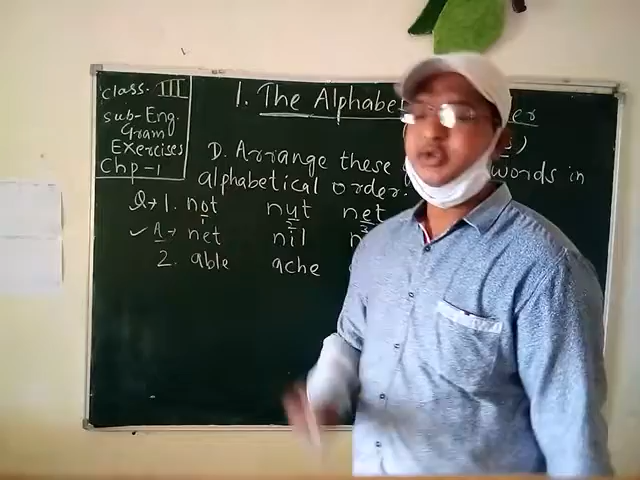 Class. III
Sub-Eng.
Gram
Exercises
Chp-1
1. The Alphabe er
D. Arrange these words in
alphabetical order.
Q→ 1. not nut net
✓ A→ net nil n
2. able ache